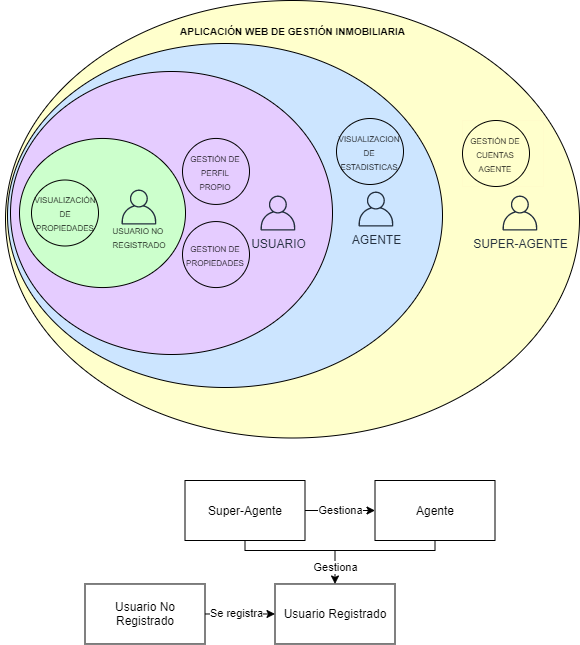 APLICACIÓN WEB DE GESTIÓN INMOBILIARIA
VISUALIZACIÓN
DE
PROPIEDADES
USUARIO NO
REGISTRADO
GESTIÓN DE
PERFIL
PROPIO
GESTION DE
PROPIEDADES
USUARIO
VISUALIZACION
DE
ESTADISTICAS
AGENTE
GESTIÓN DE
CUENTAS
AGENTE
SUPER-AGENTE
Super-Agente
Gestiona
Agente
Gestiona
Usuario No
Registrado
Se registra
Usuario Registrado